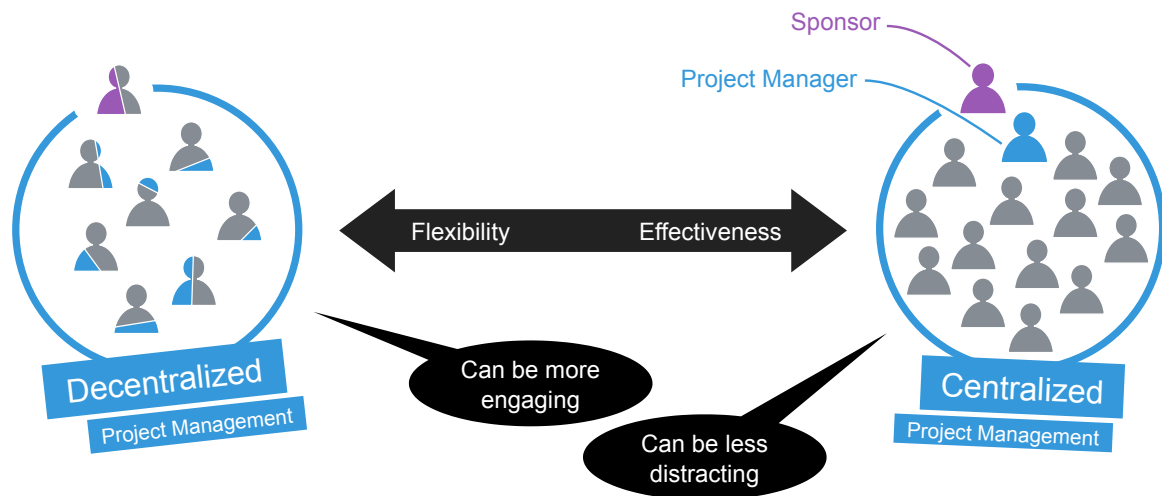 Sponsor
Project Manager
Flexibility
Effectiveness
Can be more
engaging
Can be less
distracting
Decentralized
Project Management
Centralized
Project Management